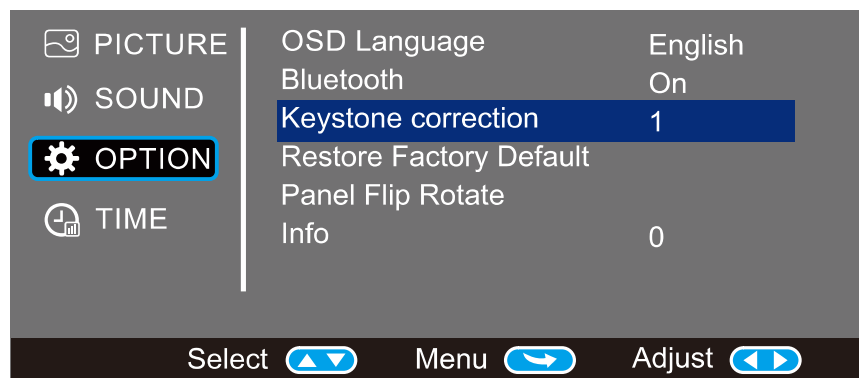 PICTURE
SOUND
OPTION
TIME
OSD Language English
Bluetooth On
Keystone correction 1
Restore Factory Default
Panel Flip Rotate
Info 0
Select Menu Adjust